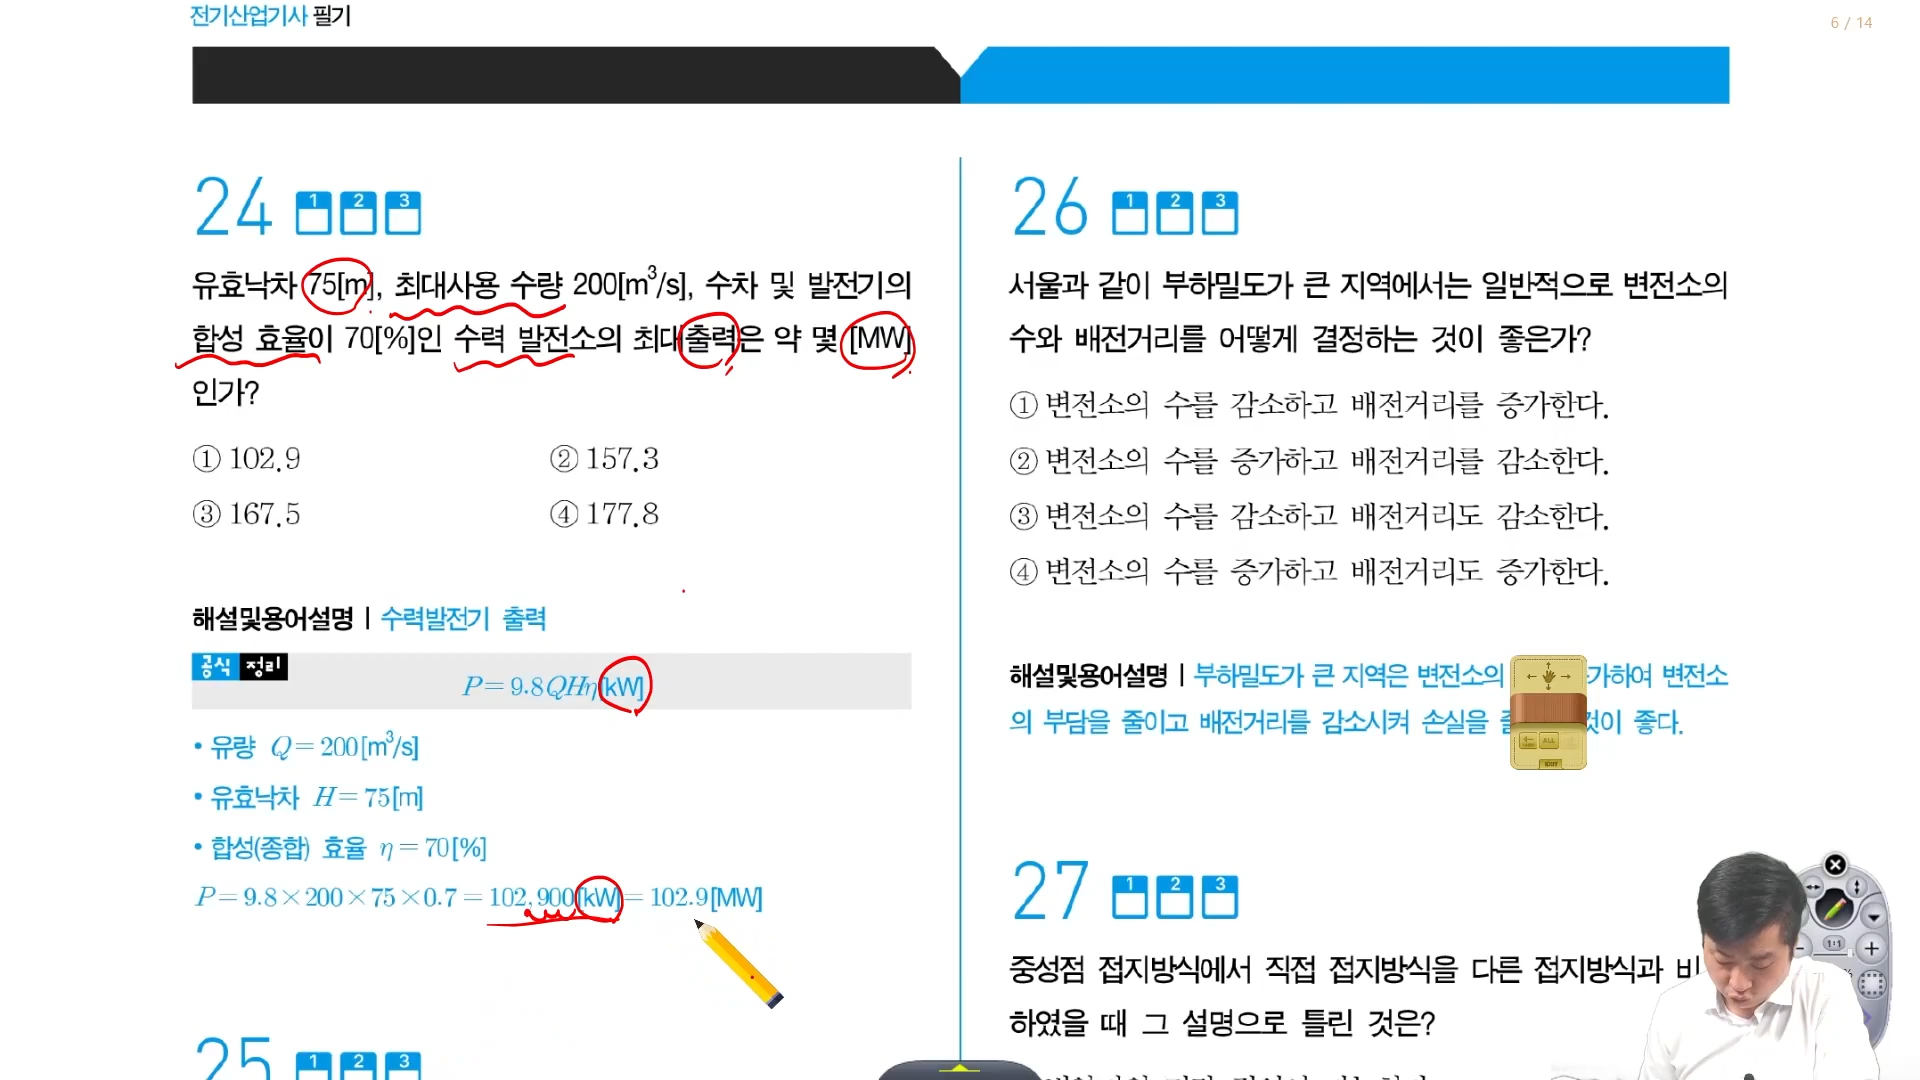 전기산업기사 필기
6 / 14
24 1 2 3
유효낙차 75[m], 최대사용 수량 200[m³/s], 수차 및 발전기의
합성 효율이 70[%]인 수력 발전소의 최대출력은 약 몇 [MW]
인가?
① 102.9 ② 157.3
③ 167.5 ④ 177.8
해설및용어설명 | 수력발전기 출력
공식 정리
P=9.8QHη[kW]
• 유량 Q=200[m³/s]
• 유효낙차 H=75[m]
• 합성(종합) 효율 η=70[%]
P=9.8×200×75×0.7=102,900[kW]=102.9[MW]
25 1 2 3
26 1 2 3
서울과 같이 부하밀도가 큰 지역에서는 일반적으로 변전소의
수와 배전거리를 어떻게 결정하는 것이 좋은가?
① 변전소의 수를 감소하고 배전거리를 증가한다.
② 변전소의 수를 증가하고 배전거리를 감소한다.
③ 변전소의 수를 감소하고 배전거리도 감소한다.
④ 변전소의 수를 증가하고 배전거리도 증가한다.
해설및용어설명 | 부하밀도가 큰 지역은 변전소의 가하여 변전소
의 부담을 줄이고 배전거리를 감소시켜 손실을 것이 좋다.
ALL
EXIT
27 1 2 3
1:1
중성점 접지방식에서 직접 접지방식을 다른 접지방식과 비
하였을 때 그 설명으로 틀린 것은?